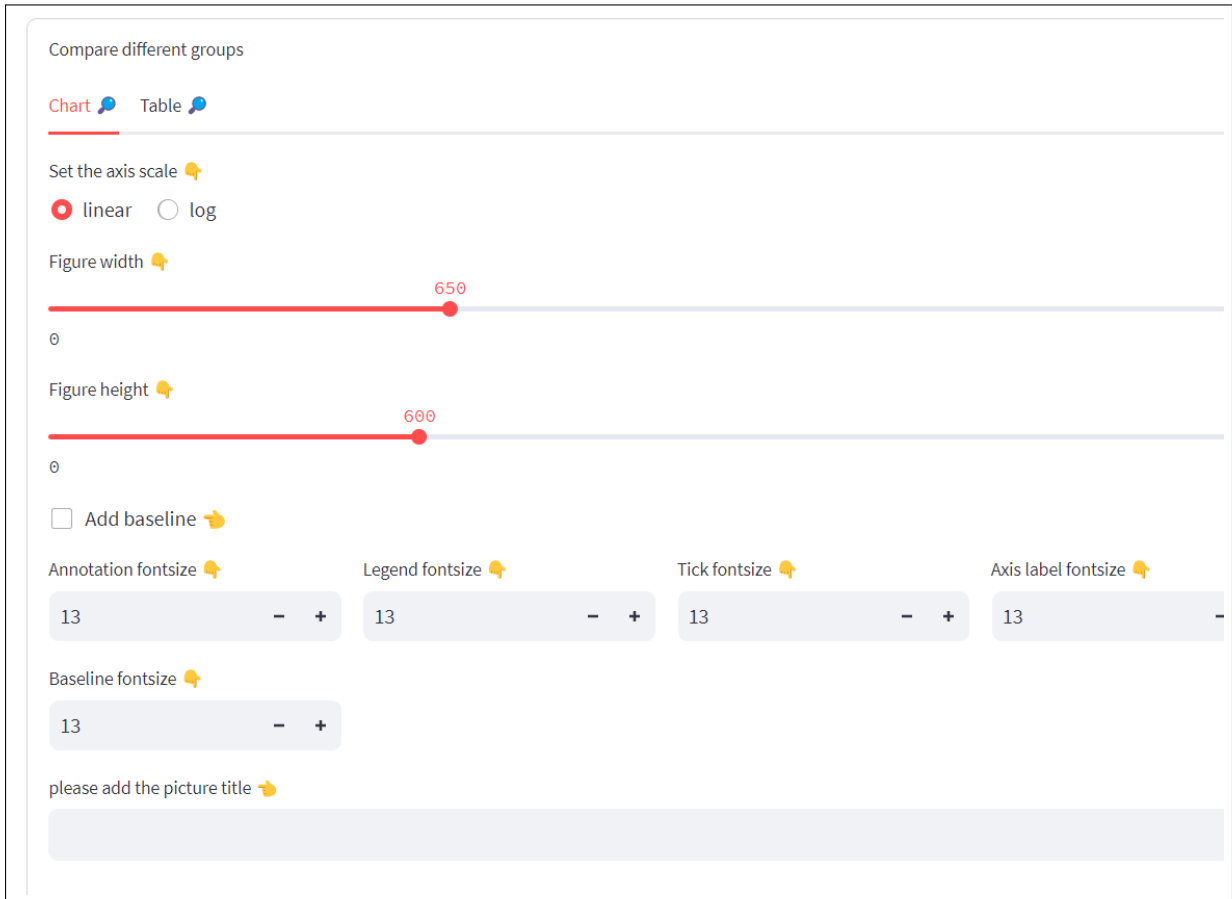 Compare different groups
Chart 🔎 Table 🔎
Set the axis scale 👇
linear log
Figure width 👇
650
0
Figure height 👇
600
0
Add baseline 👈
Annotation fontsize 👇 Legend fontsize 👇 Tick fontsize 👇 Axis label fontsize 👇
13 − + 13 − + 13 − + 13 −
Baseline fontsize 👇
13 − +
please add the picture title 👈